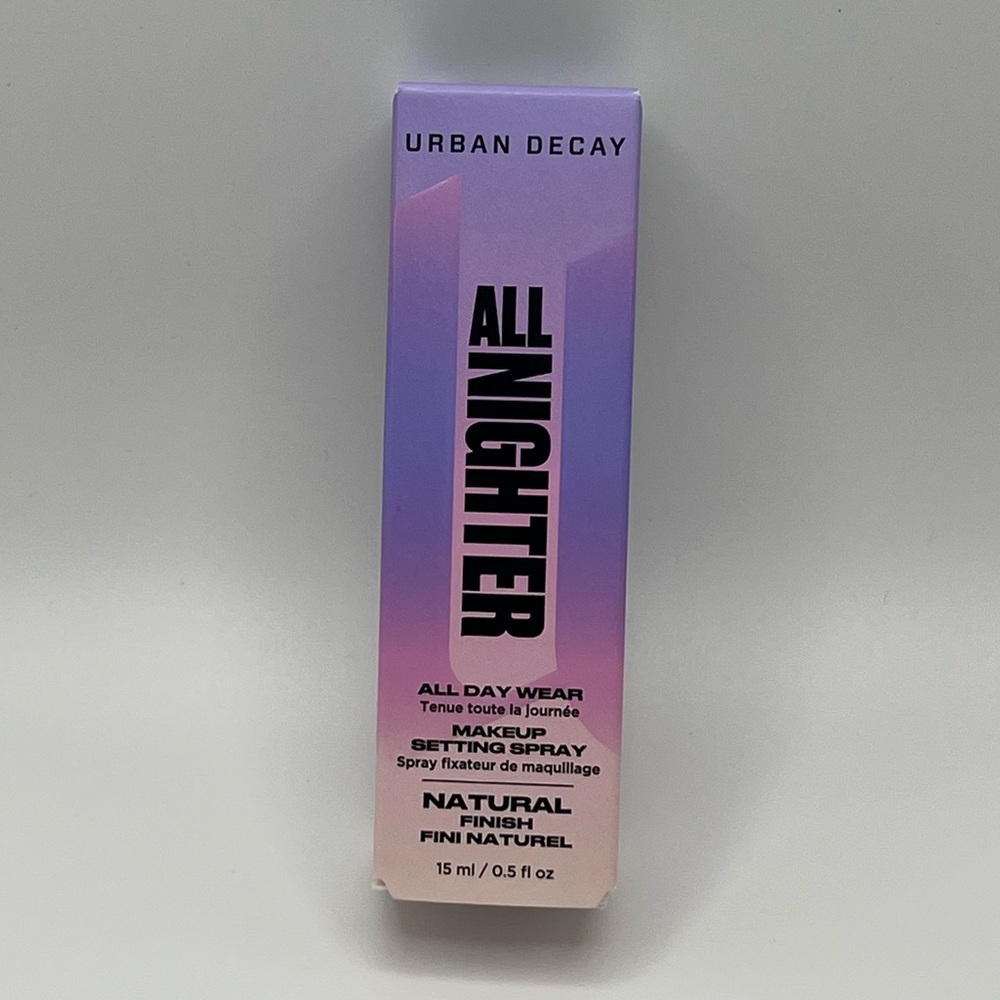 URBAN DECAY
ALL
NIGHTER
ALL DAY WEAR
Tenue toute la journée
MAKEUP
SETTING SPRAY
Spray fixateur de maquillage
NATURAL
FINISH
FINI NATUREL
15 ml / 0.5 fl oz